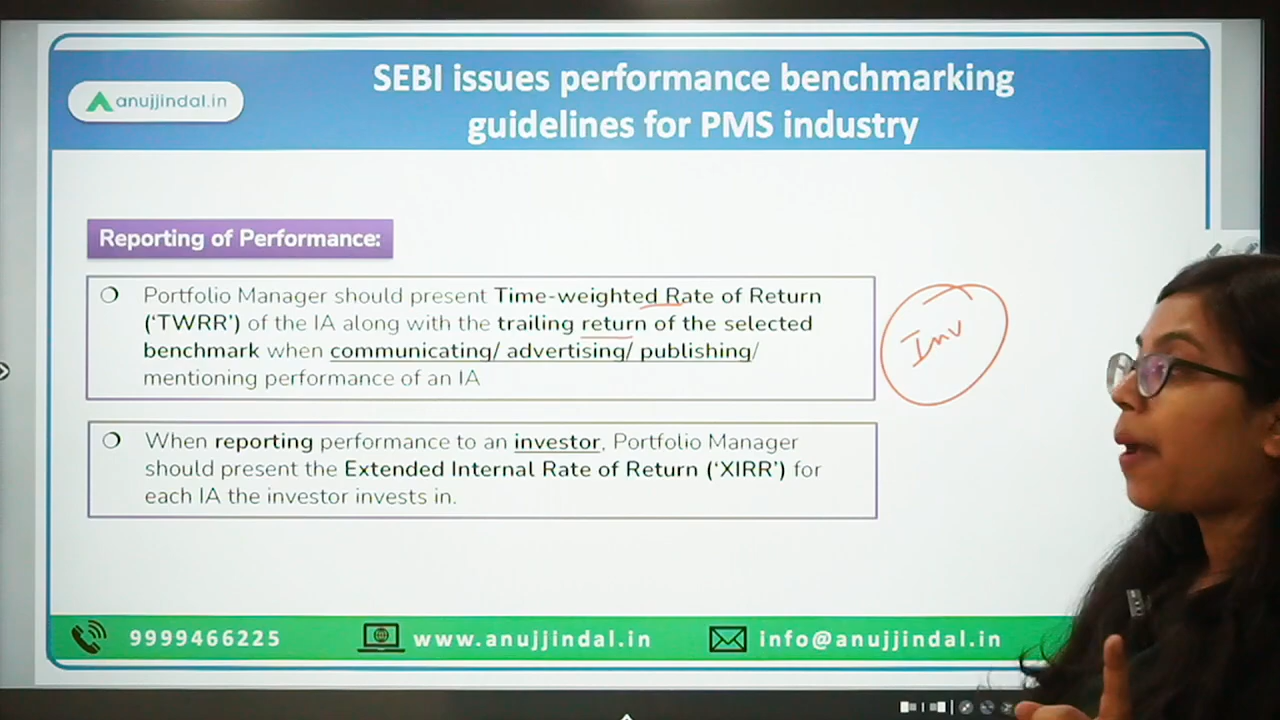 anujjindal.in
SEBI issues performance benchmarking
guidelines for PMS industry
Reporting of Performance:
Portfolio Manager should present Time-weighted Rate of Return
('TWRR') of the IA along with the trailing return of the selected
benchmark when communicating/ advertising/ publishing/
mentioning performance of an IA
Inv
When reporting performance to an investor, Portfolio Manager
should present the Extended Internal Rate of Return ('XIRR') for
each IA the investor invests in.
9999466225
www.anujjindal.in
info@anujjindal.in